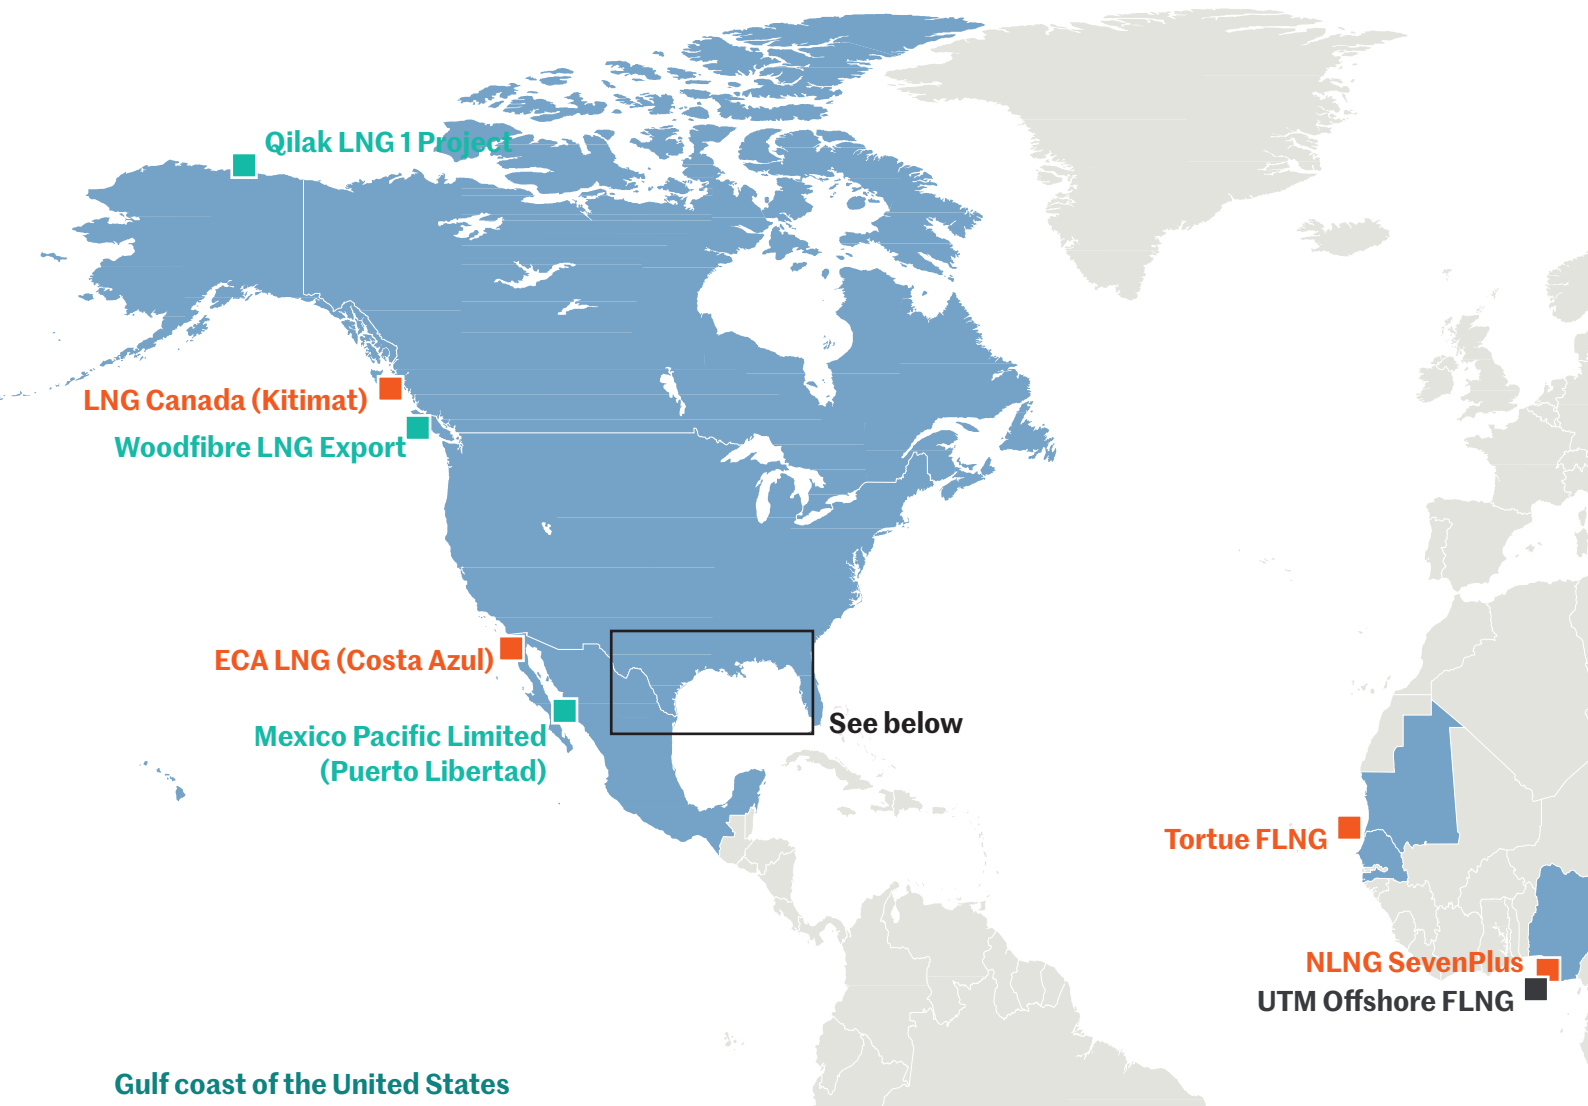 Qilak LNG 1 Project
LNG Canada (Kitimat)
Woodfibre LNG Export
ECA LNG (Costa Azul)
Mexico Pacific Limited
(Puerto Libertad)
See below
Tortue FLNG
NLNG SevenPlus
UTM Offshore FLNG
Gulf coast of the United States